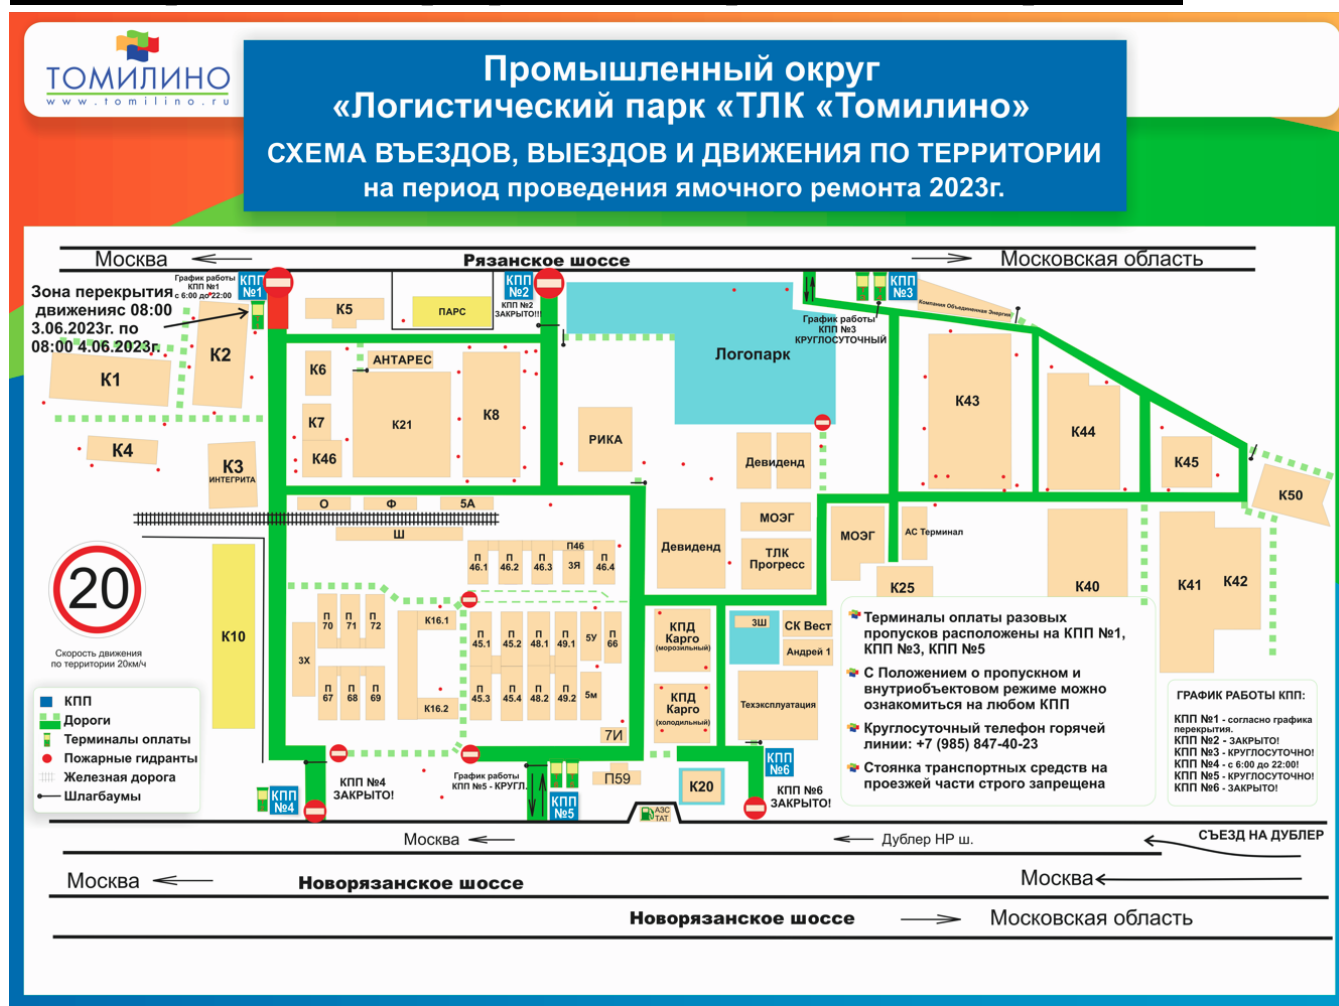 ТОМИЛИНО
www.tomilino.ru
Промышленный округ
«Логистический парк «ТЛК «Томилино»
СХЕМА ВЪЕЗДОВ, ВЫЕЗДОВ И ДВИЖЕНИЯ ПО ТЕРРИТОРИИ
на период проведения ямочного ремонта 2023г.
Москва
Рязанское шоссе
Московская область
График работы
КПП №1
с 6:00 до 22:00
КПП
№1
Зона перекрытия
движенияс 08:00
3.06.2023г. по
08:00 4.06.2023г.
К5
ПАРС
КПП
№2
КПП №2
ЗАКРЫТО!!!
КПП
№3
График работы
КПП №3
КРУГЛОСУТОЧНЫЙ
Компания Объединенная Энергия
Логопарк
К2
К1
К4
К3
ИНТЕГРИТА
К6
АНТАРЕС
К7
К21
К8
К46
РИКА
Девиденд
К43
К44
К45
К50
О
Ф
5А
Ш
Девиденд
МОЭГ
ТЛК
Прогресс
МОЭГ
АС Терминал
К25
К40
К41
К42
П
46.1
П
46.2
П
46.3
П46
3Я
П
46.4
20
Скорость движения
по территории 20км/ч
К10
3Х
П
70
П
71
П
72
П
67
П
68
П
69
К16.1
К16.2
П
45.1
П
45.2
П
48.1
П
49.1
5У
П
66
П
45.3
П
45.4
П
48.2
П
49.2
5м
7И
П59
КПД
Карго
(морозильный)
КПД
Карго
(холодильный)
3Ш
СК Вест
Андрей 1
Техэксплуатация
К20
КПП
№6
КПП №6
ЗАКРЫТО!
КПП
№4
КПП №4
ЗАКРЫТО!
График работы
КПП №5 - КРУГЛ.
КПП
№5
АЗС
ТАТ
КПП
Дороги
Терминалы оплаты
Пожарные гидранты
Железная дорога
Шлагбаумы
Терминалы оплаты разовых
пропусков расположены на КПП №1,
КПП №3, КПП №5
С Положением о пропускном и
внутриобъектовом режиме можно
ознакомиться на любом КПП
Круглосуточный телефон горячей
линии: +7 (985) 847-40-23
Стоянка транспортных средств на
проезжей части строго запрещена
ГРАФИК РАБОТЫ КПП:
КПП №1 - согласно графика
перекрытия.
КПП №2 - ЗАКРЫТО!
КПП №3 - КРУГЛОСУТОЧНО!
КПП №4 - с 6:00 до 22:00!
КПП №5 - КРУГЛОСУТОЧНО!
КПП №6 - ЗАКРЫТО!
Москва
Дублер НР ш.
СЪЕЗД НА ДУБЛЕР
Москва
Новорязанское шоссе
Москва
Новорязанское шоссе
Московская область